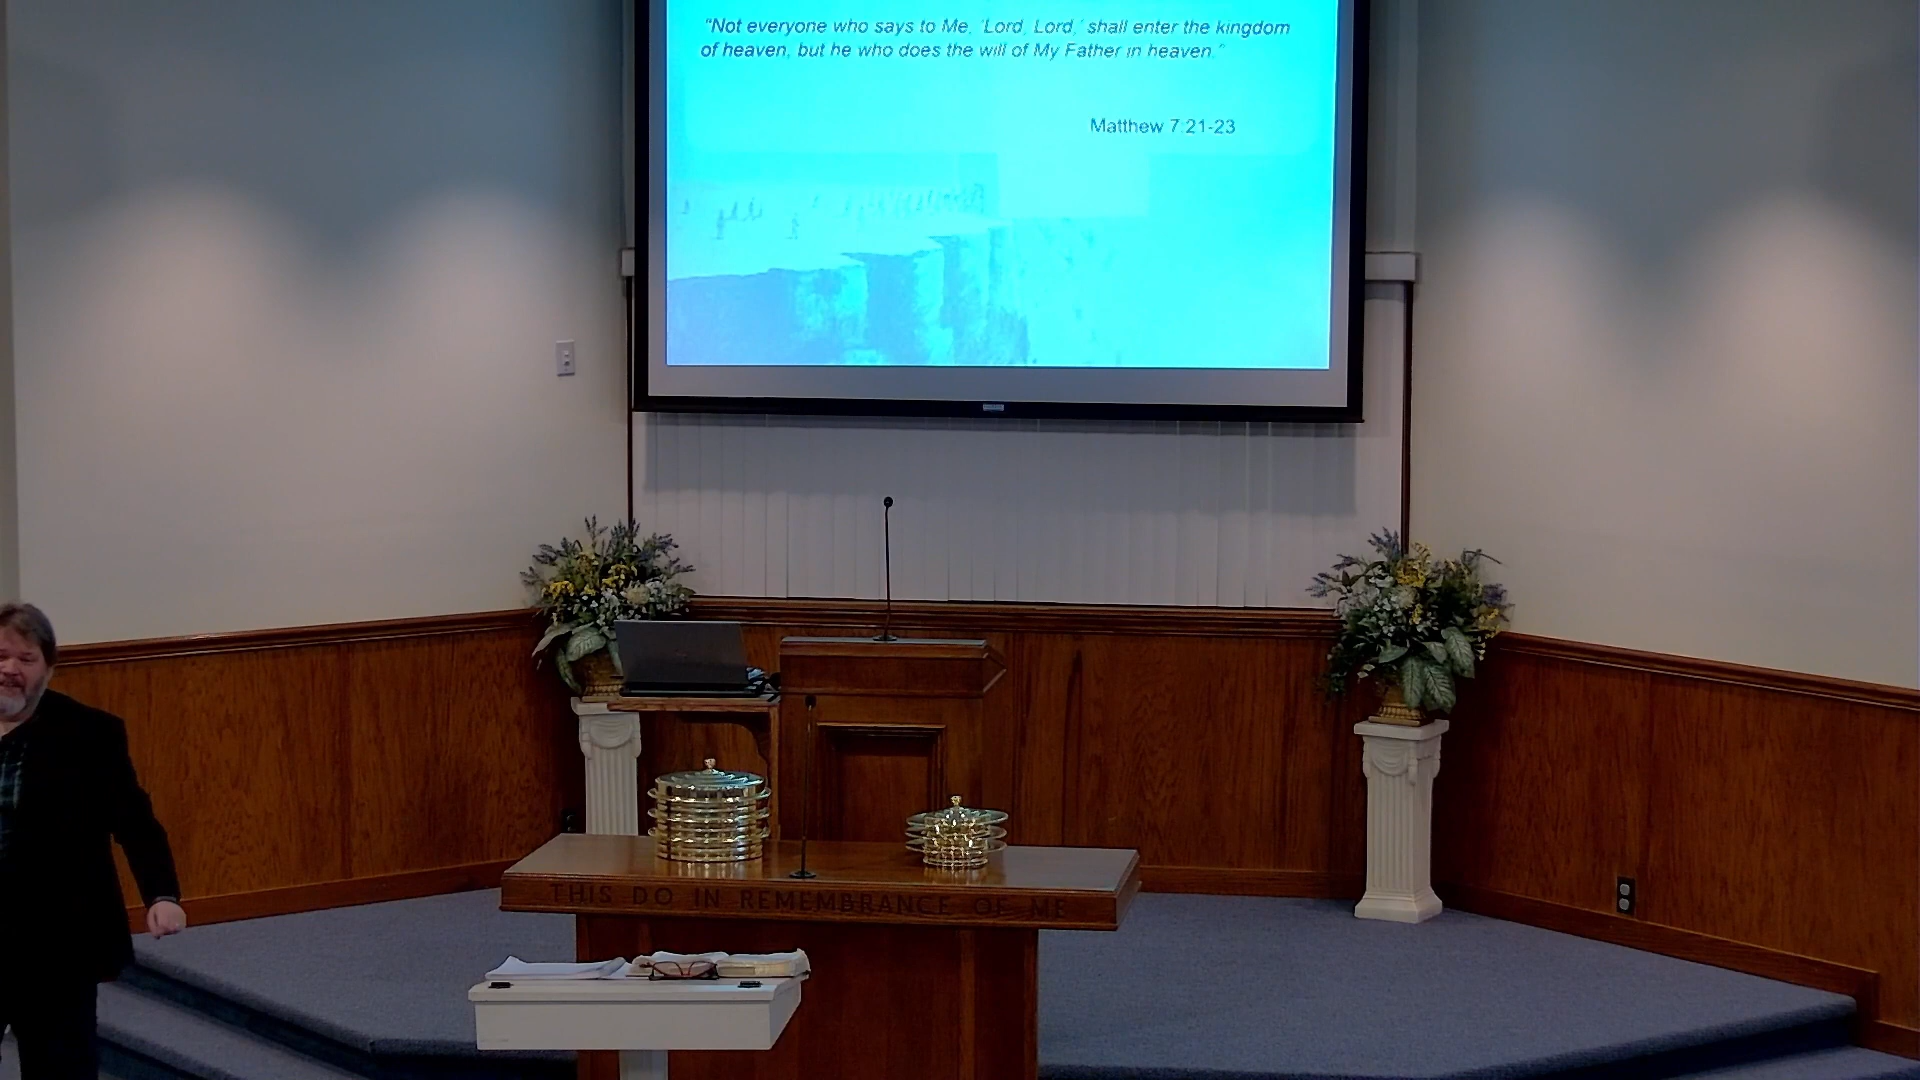 “Not everyone who says to Me, ‘Lord, Lord,’ shall enter the kingdom
of heaven, but he who does the will of My Father in heaven.”
Matthew 7:21-23
THIS DO IN REMEMBRANCE OF ME